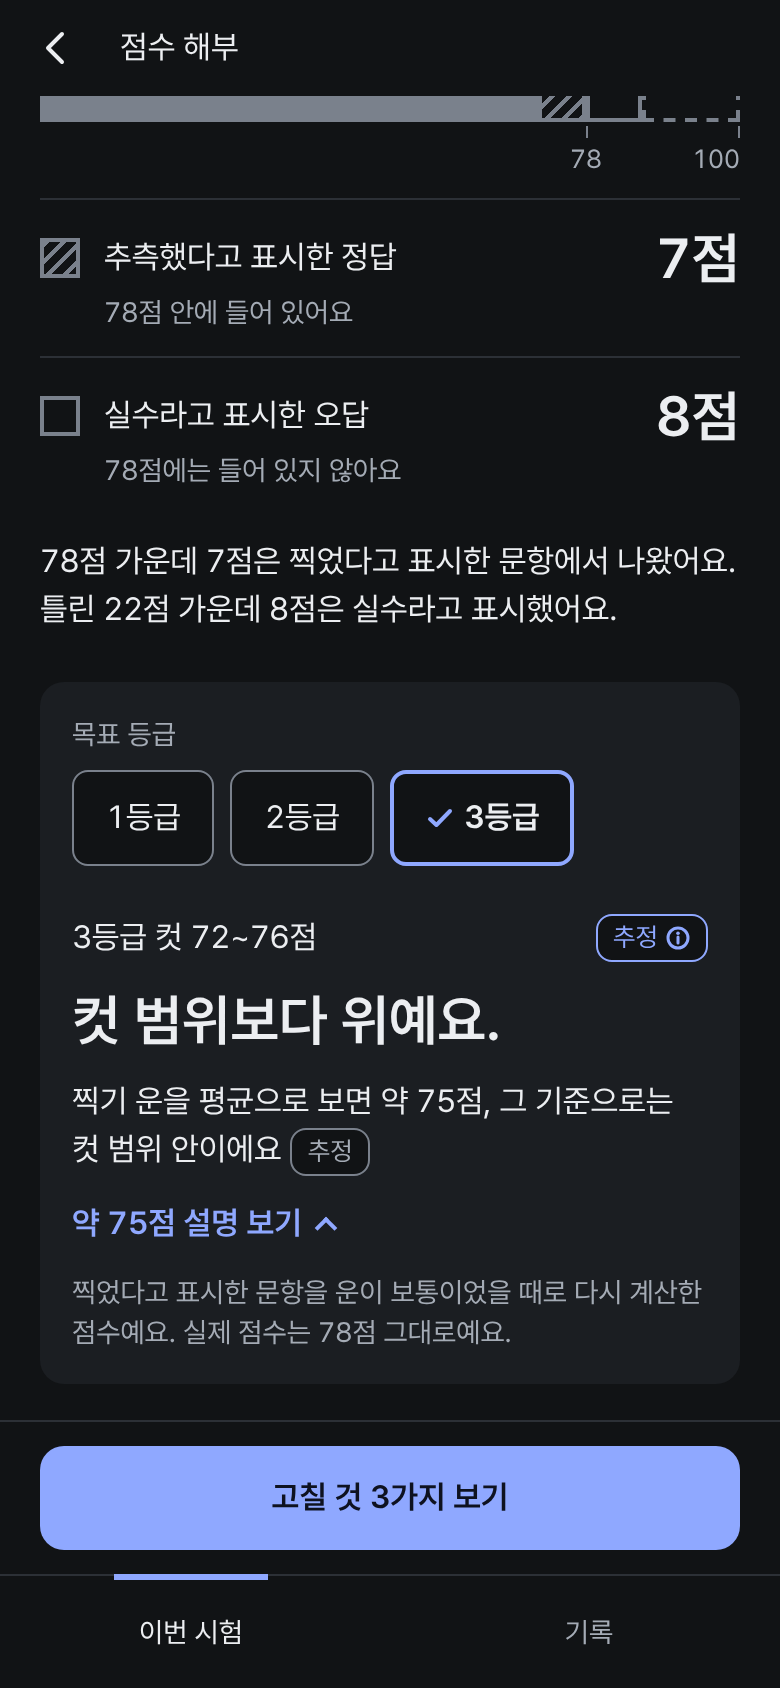 점수 해부
78
100
추측했다고 표시한 정답
7점
78점 안에 들어 있어요
실수라고 표시한 오답
8점
78점에는 들어 있지 않아요
78점 가운데 7점은 찍었다고 표시한 문항에서 나왔어요.
틀린 22점 가운데 8점은 실수라고 표시했어요.
목표 등급
1등급
2등급
3등급
3등급 컷 72~76점
추정
컷 범위보다 위예요.
찍기 운을 평균으로 보면 약 75점, 그 기준으로는
컷 범위 안이에요 추정
약 75점 설명 보기
찍었다고 표시한 문항을 운이 보통이었을 때로 다시 계산한
점수예요. 실제 점수는 78점 그대로예요.
고칠 것 3가지 보기
이번 시험
기록